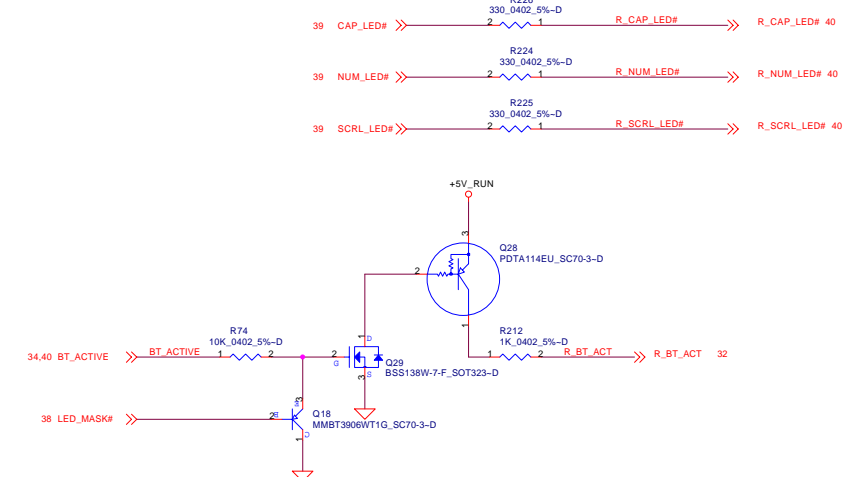 330_0402_5%~D
39 CAP_LED# 2 1 R_CAP_LED# R_CAP_LED# 40
R224
330_0402_5%~D
39 NUM_LED# 2 1 R_NUM_LED# R_NUM_LED# 40
R225
330_0402_5%~D
39 SCRL_LED# 2 1 R_SCRL_LED# R_SCRL_LED# 40
+5V_RUN
3
Q28
PDTA114EU_SC70-3~D
2
1
R74
10K_0402_5%~D
34,40 BT_ACTIVE BT_ACTIVE 1 2
1 D
2 G
3 S
Q29
BSS138W-7-F_SOT323~D
R212
1K_0402_5%~D
1 2 R_BT_ACT R_BT_ACT 32
38 LED_MASK# 2 B
E 3
1 C
Q18
MMBT3906WT1G_SC70-3~D